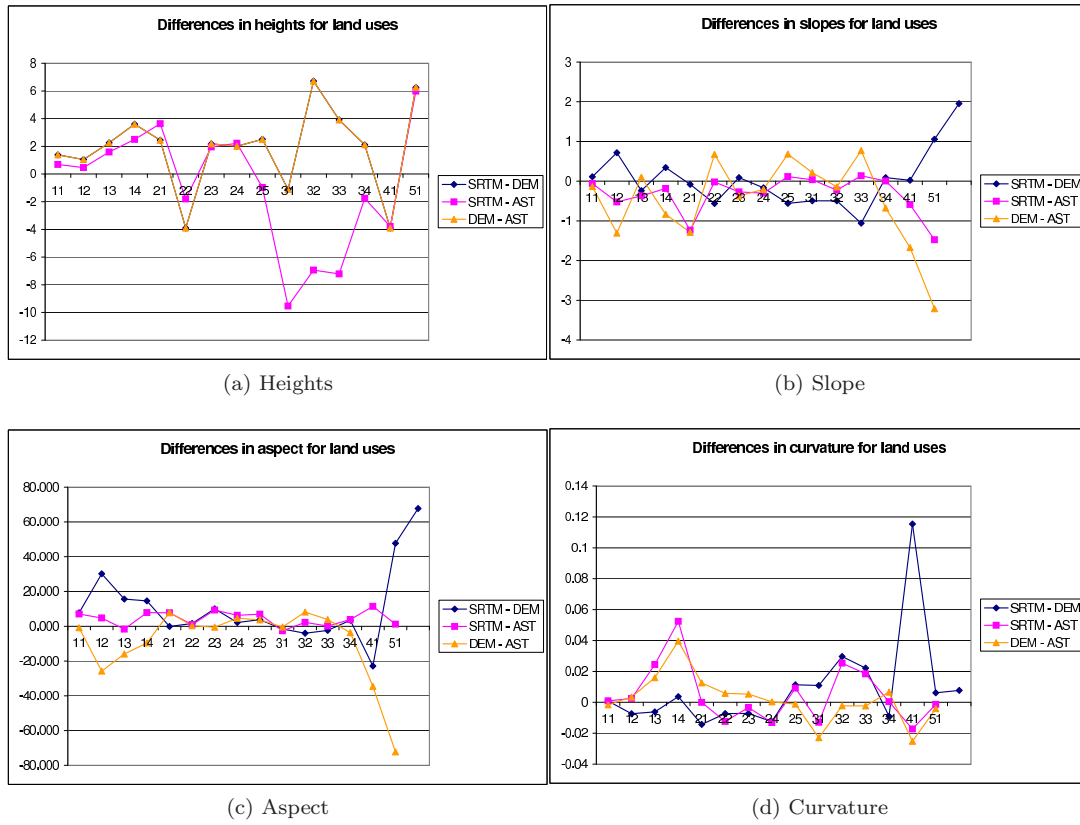 Differences in heights for land uses
8
6
4
2
0
-2
-4
-6
-8
-10
-12
11 12 13 14 21 22 23 24 25 31 32 33 34 41 51
SRTM - DEM
SRTM - AST
DEM - AST
(a) Heights
Differences in slopes for land uses
3
2
1
0
-1
-2
-3
-4
11 12 13 14 21 22 23 24 25 31 32 33 34 41 51
SRTM - DEM
SRTM - AST
DEM - AST
(b) Slope
Differences in aspect for land uses
80.000
60.000
40.000
20.000
0.000
-20.000
-40.000
-60.000
-80.000
11 12 13 14 21 22 23 24 25 31 32 33 34 41 51
SRTM - DEM
SRTM - AST
DEM - AST
(c) Aspect
Differences in curvature for land uses
0.14
0.12
0.1
0.08
0.06
0.04
0.02
0
-0.02
-0.04
11 12 13 14 21 22 23 24 25 31 32 33 34 41 51
SRTM - DEM
SRTM - AST
DEM - AST
(d) Curvature